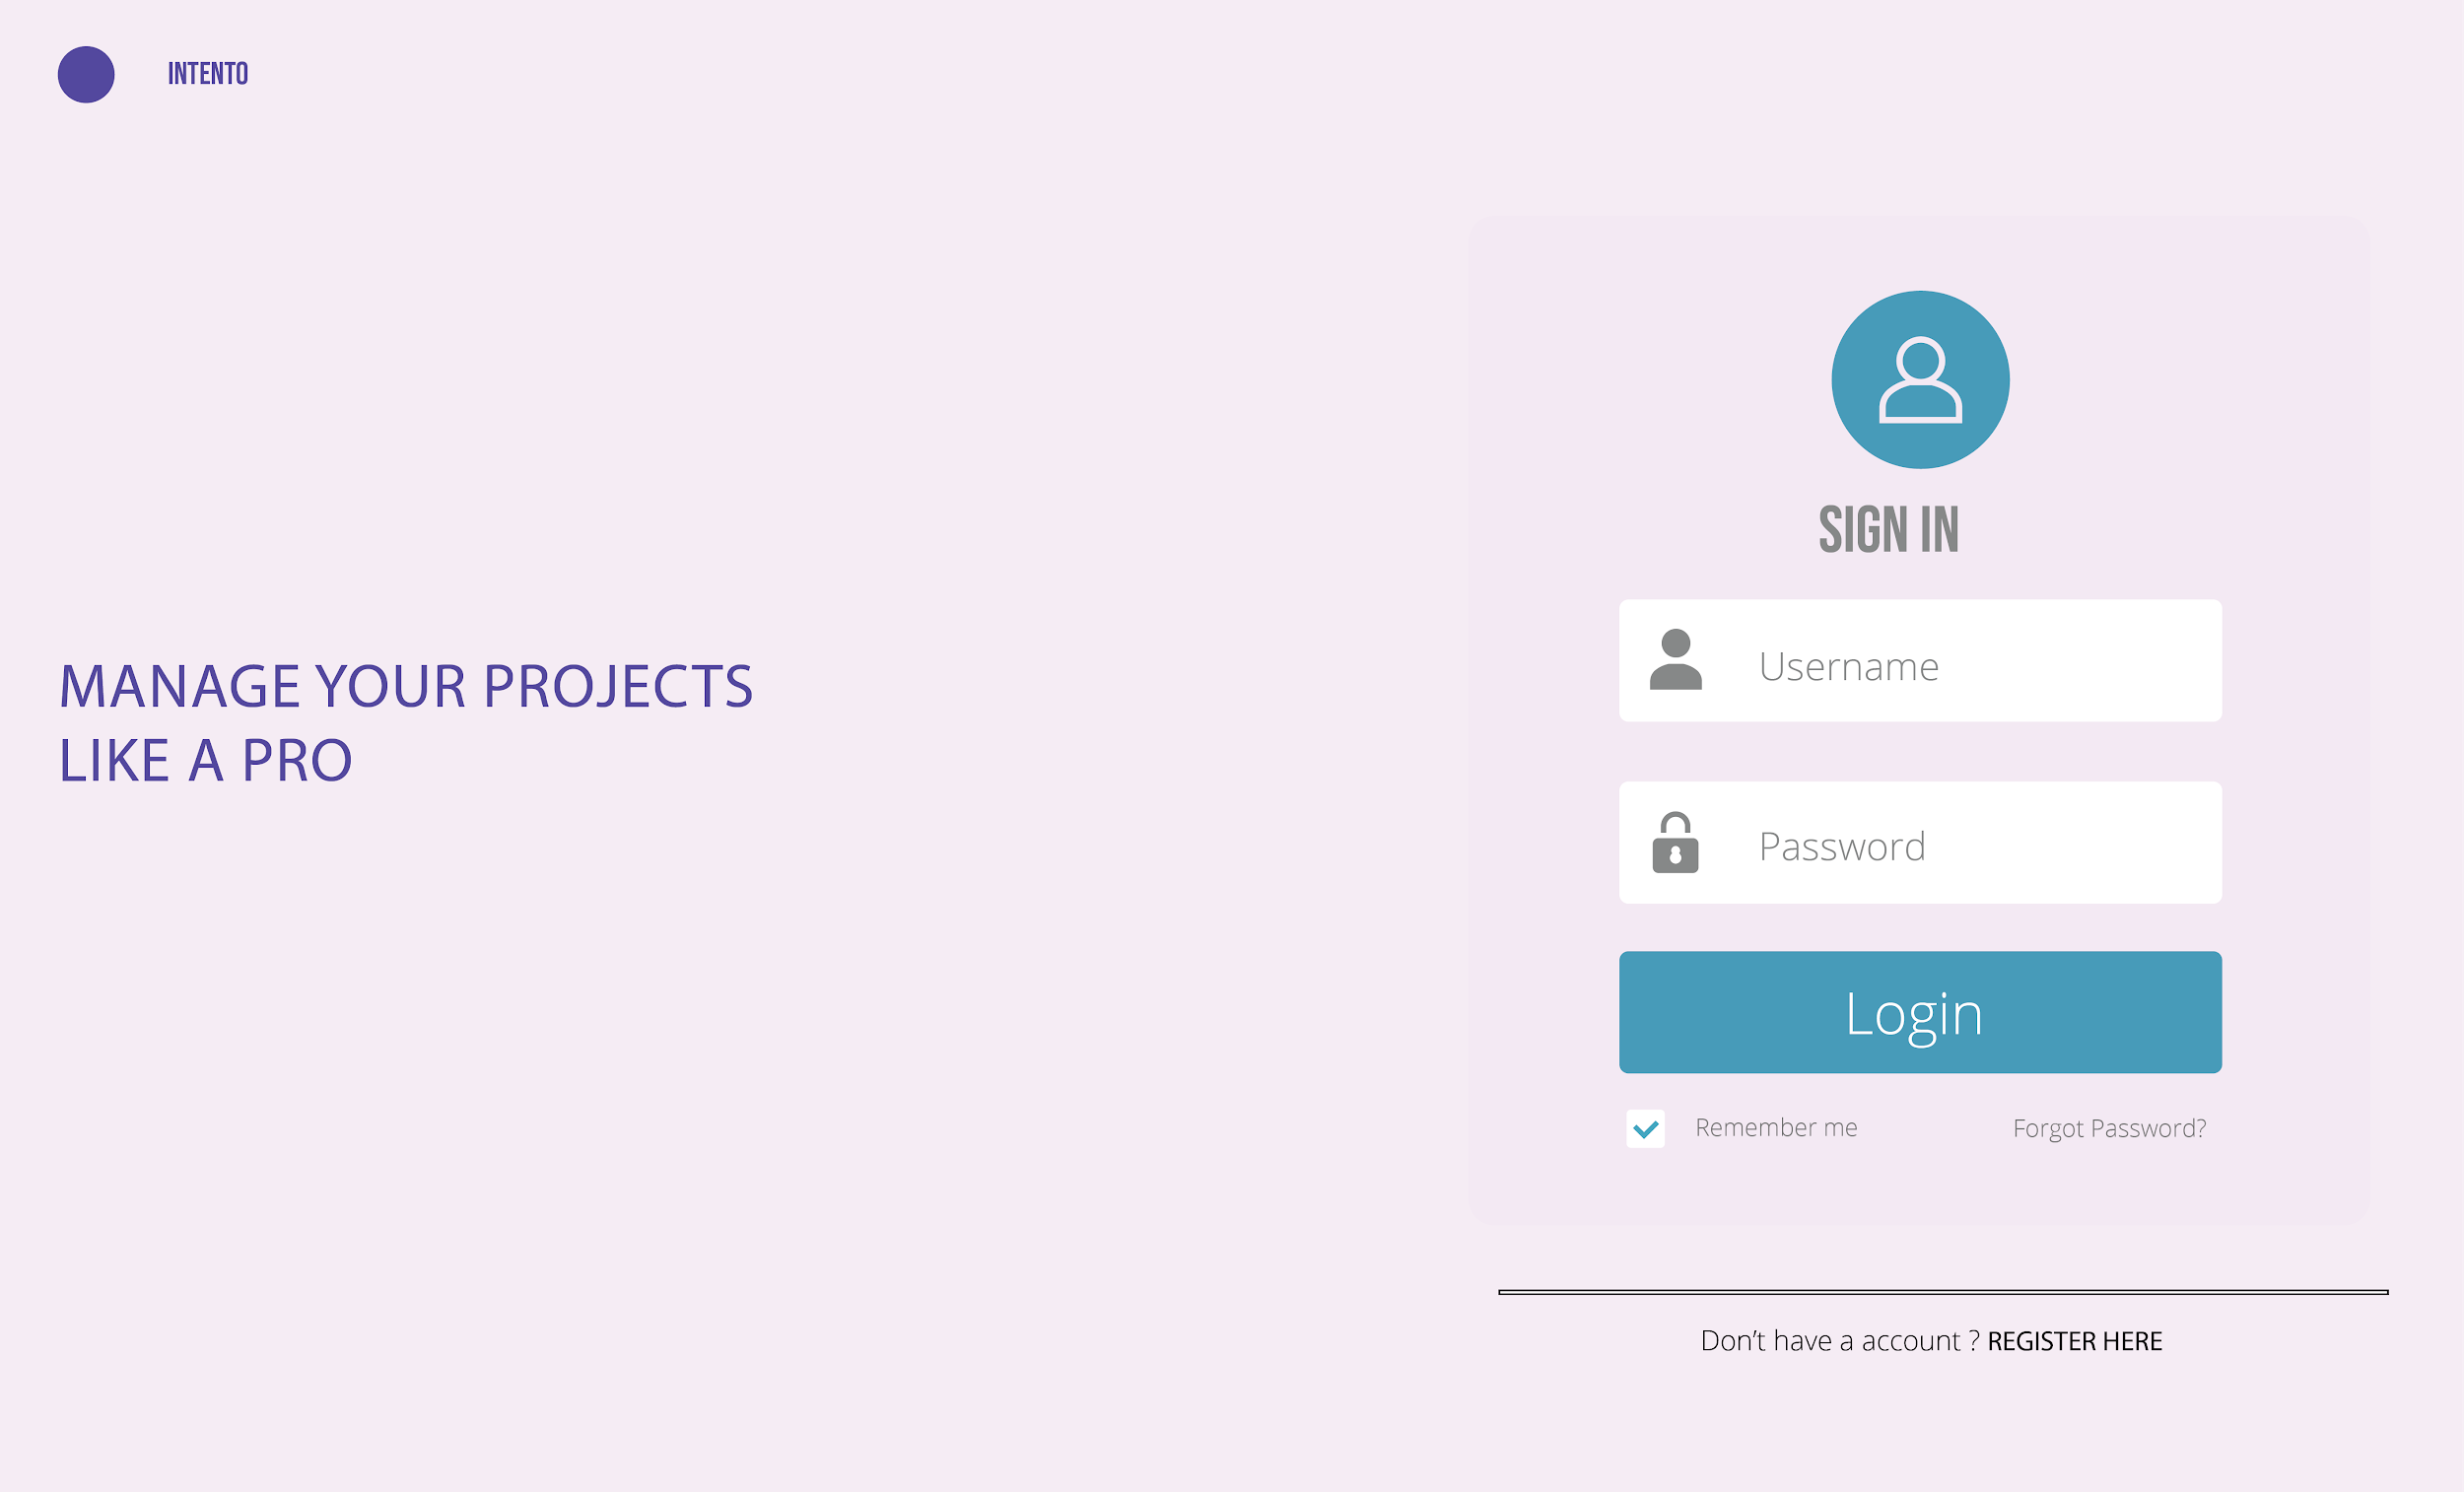 INTENTO
MANAGE YOUR PROJECTS
LIKE A PRO
SIGN IN
Username
Password
Login
Remember me
Forgot Password?
Don't have a account ? REGISTER HERE